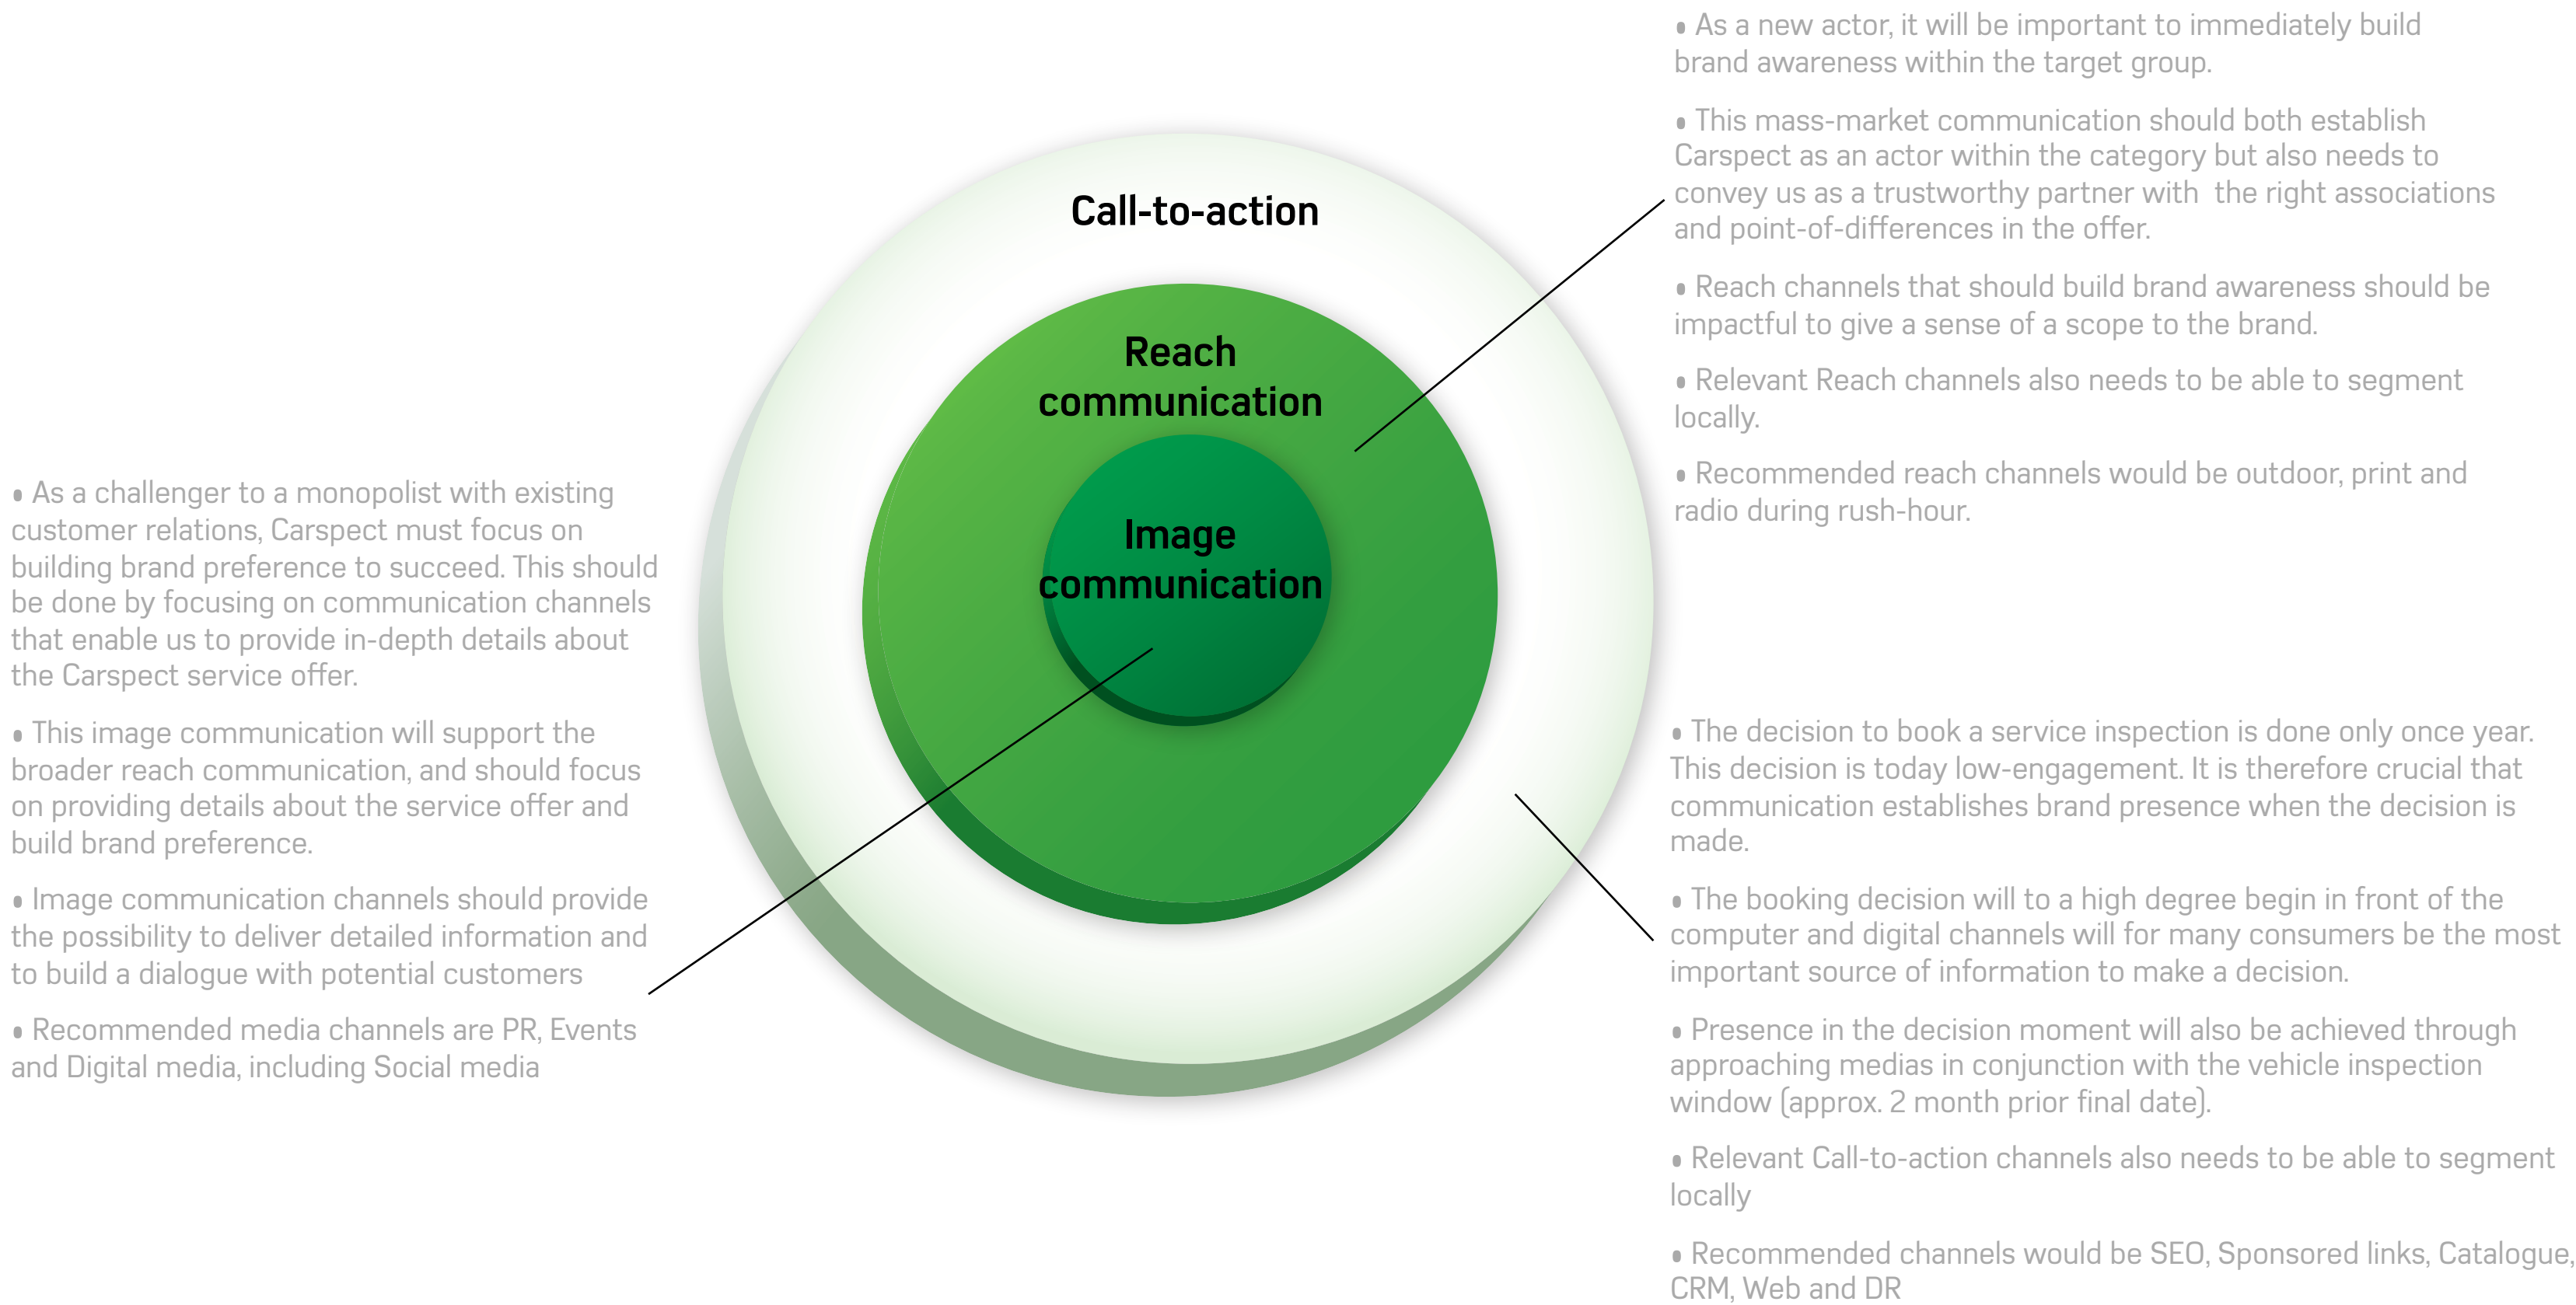 • As a new actor, it will be important to immediately build
brand awareness within the target group.
• This mass-market communication should both establish
Carspect as an actor within the category but also needs to
convey us as a trustworthy partner with  the right associations
and point-of-differences in the offer.
• Reach channels that should build brand awareness should be
impactful to give a sense of a scope to the brand.
• Relevant Reach channels also needs to be able to segment
locally.
• Recommended reach channels would be outdoor, print and
radio during rush-hour.
Call-to-action
Reach
communication
Image
communication
• As a challenger to a monopolist with existing
customer relations, Carspect must focus on
building brand preference to succeed. This should
be done by focusing on communication channels
that enable us to provide in-depth details about
the Carspect service offer.
• This image communication will support the
broader reach communication, and should focus
on providing details about the service offer and
build brand preference.
• Image communication channels should provide
the possibility to deliver detailed information and
to build a dialogue with potential customers
• Recommended media channels are PR, Events
and Digital media, including Social media
• The decision to book a service inspection is done only once year.
This decision is today low-engagement. It is therefore crucial that
communication establishes brand presence when the decision is
made.
• The booking decision will to a high degree begin in front of the
computer and digital channels will for many consumers be the most
important source of information to make a decision.
• Presence in the decision moment will also be achieved through
approaching medias in conjunction with the vehicle inspection
window (approx. 2 month prior final date).
• Relevant Call-to-action channels also needs to be able to segment
locally
• Recommended channels would be SEO, Sponsored links, Catalogue,
CRM, Web and DR